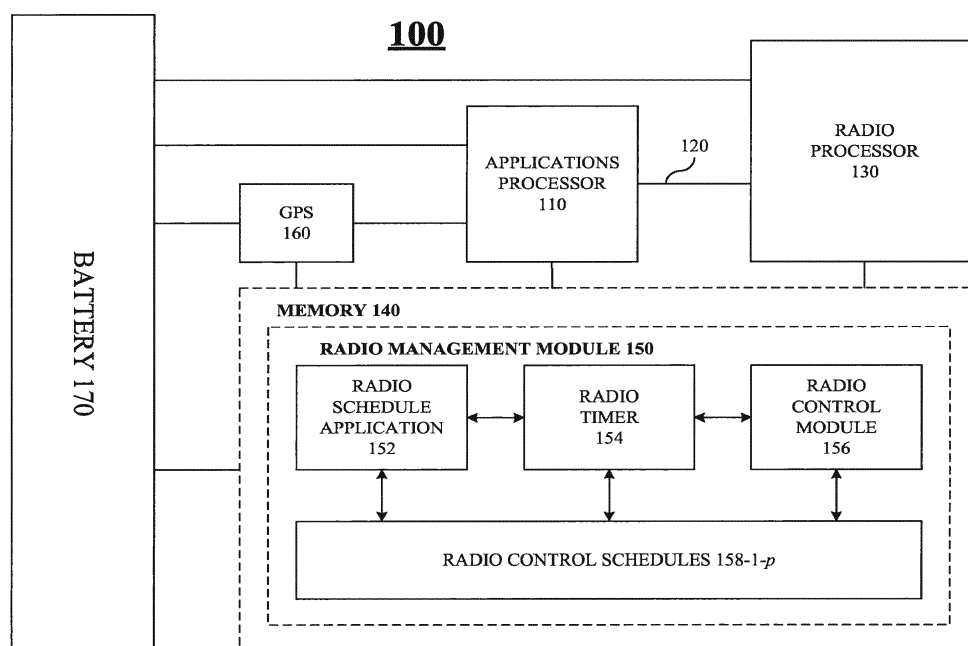 100
BATTERY 170
APPLICATIONS
PROCESSOR
110
120
RADIO
PROCESSOR
130
GPS
160
MEMORY 140
RADIO MANAGEMENT MODULE 150
RADIO
SCHEDULE
APPLICATION
152
RADIO
TIMER
154
RADIO
CONTROL
MODULE
156
RADIO CONTROL SCHEDULES 158-1-p